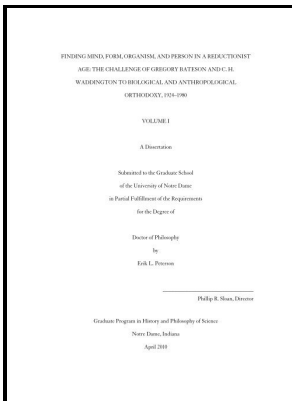 FINDING MIND, FORM, ORGANISM, AND PERSON IN A REDUCTIONIST
AGE: THE CHALLENGE OF GREGORY BATESON AND C. H.
WADDINGTON TO BIOLOGICAL AND ANTHROPOLOGICAL
ORTHODOXY, 1924–1980
VOLUME I
A Dissertation
Submitted to the Graduate School
of the University of Notre Dame
in Partial Fulfillment of the Requirements
for the Degree of
Doctor of Philosophy
by
Erik L. Peterson
Phillip R. Sloan, Director
Graduate Program in History and Philosophy of Science
Notre Dame, Indiana
April 2010